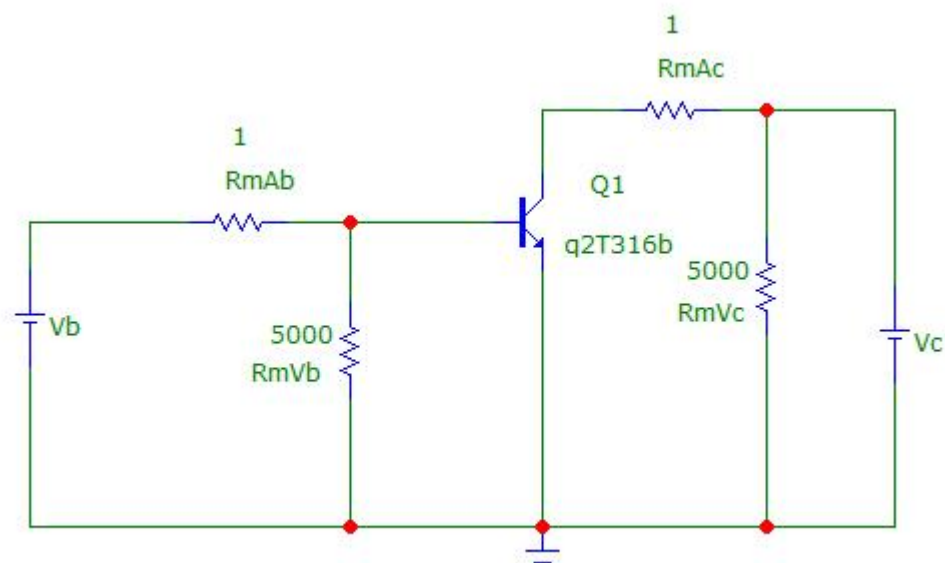 1
RmAc
1
RmAb
Q1
q2T316b
5000
RmVc
Vb
5000
RmVb
Vc